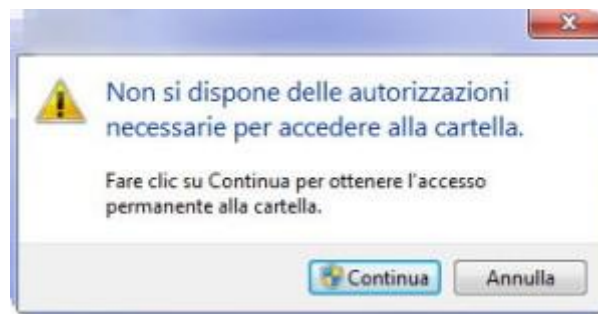 Non si dispone delle autorizzazioni
necessarie per accedere alla cartella.
Fare clic su Continua per ottenere l'accesso
permanente alla cartella.
Continua
Annulla